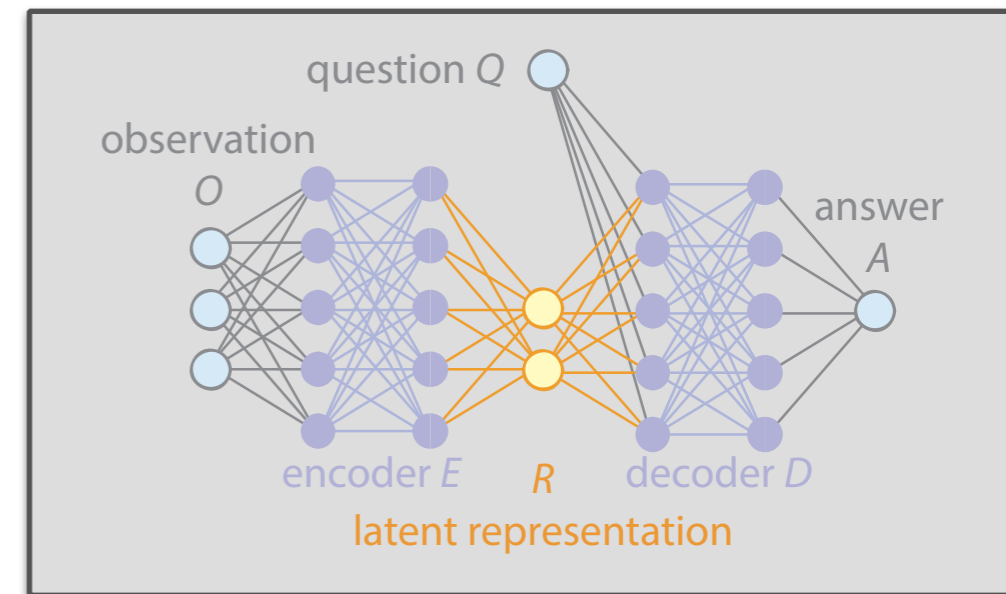 question Q
observation
O
answer
A
encoder E
R
decoder D
latent representation